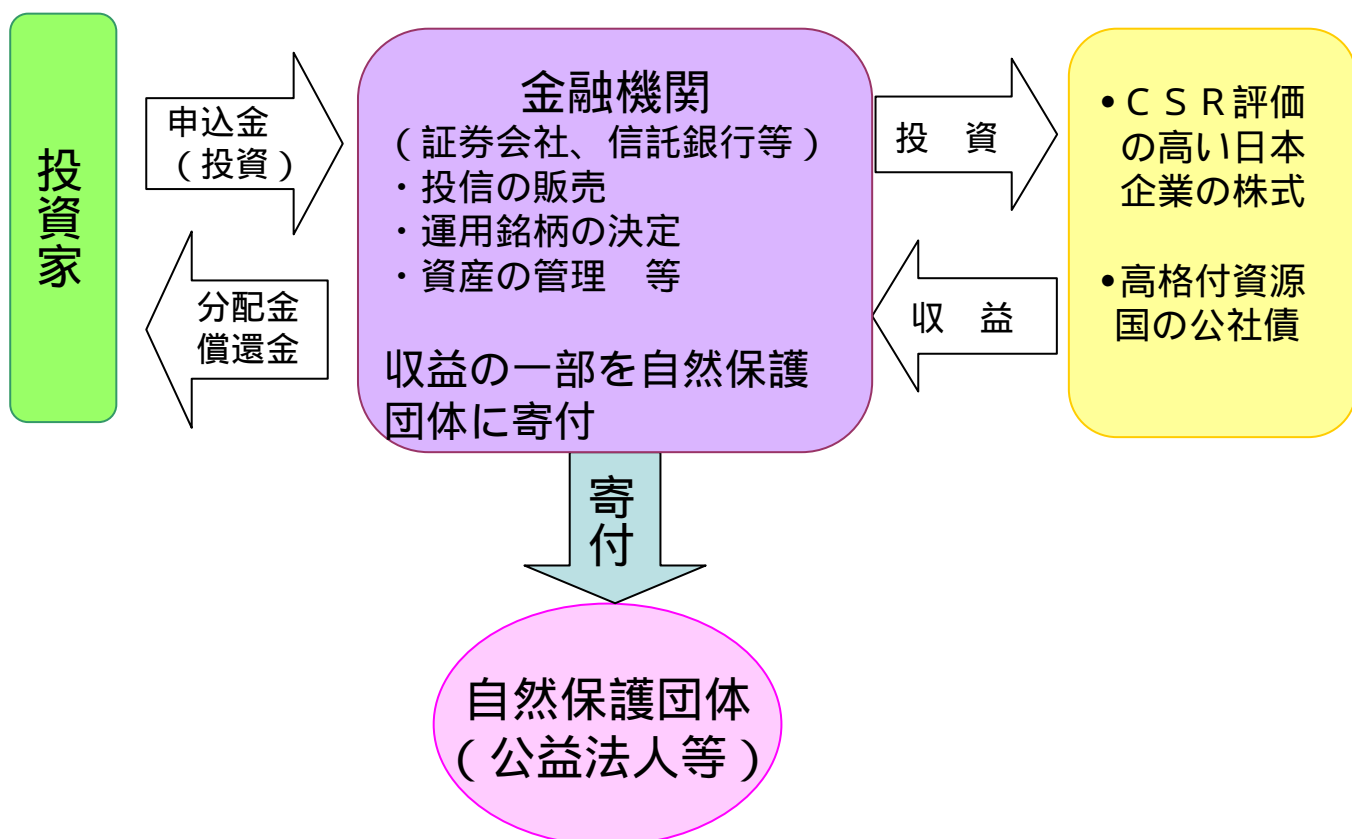 投資家
申込金
（投資）
分配金
償還金
金融機関
（証券会社、信託銀行等）
・投信の販売
・運用銘柄の決定
・資産の管理　等
収益の一部を自然保護
団体に寄付
投　資
収　益
•ＣＳＲ評価
の高い日本
企業の株式
•高格付資源
国の公社債
寄付
自然保護団体
（公益法人等）